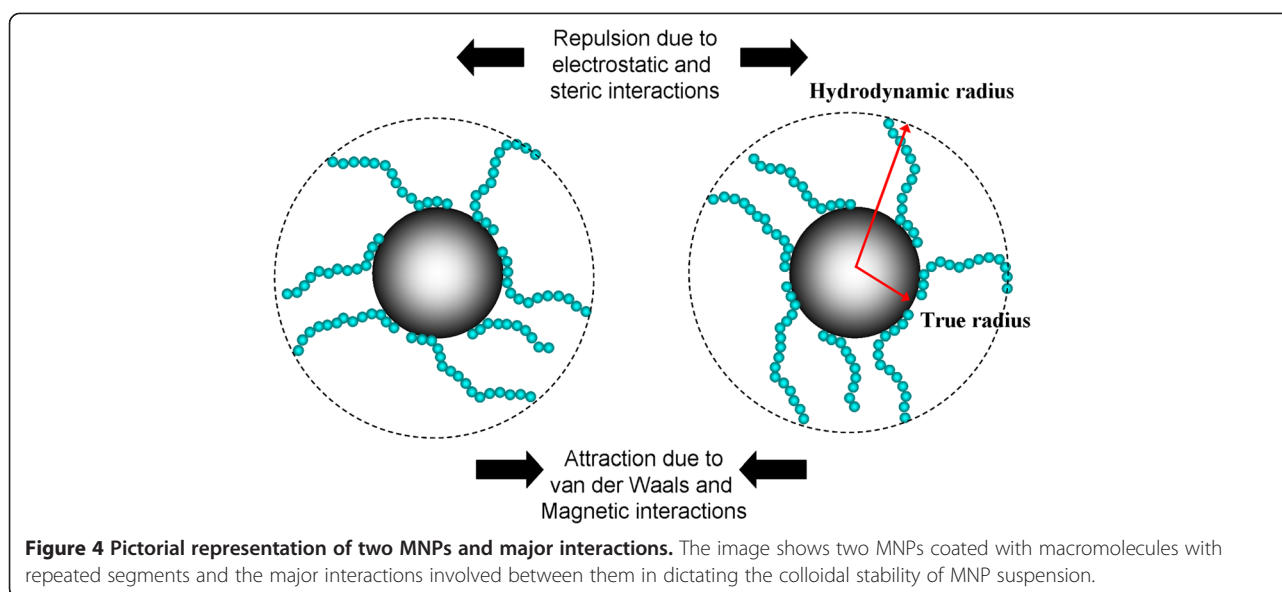 Repulsion due to
electrostatic and
steric interactions
Hydrodynamic radius
True radius
Attraction due to
van der Waals and
Magnetic interactions
Figure 4 Pictorial representation of two MNPs and major interactions. The image shows two MNPs coated with macromolecules with
repeated segments and the major interactions involved between them in dictating the colloidal stability of MNP suspension.